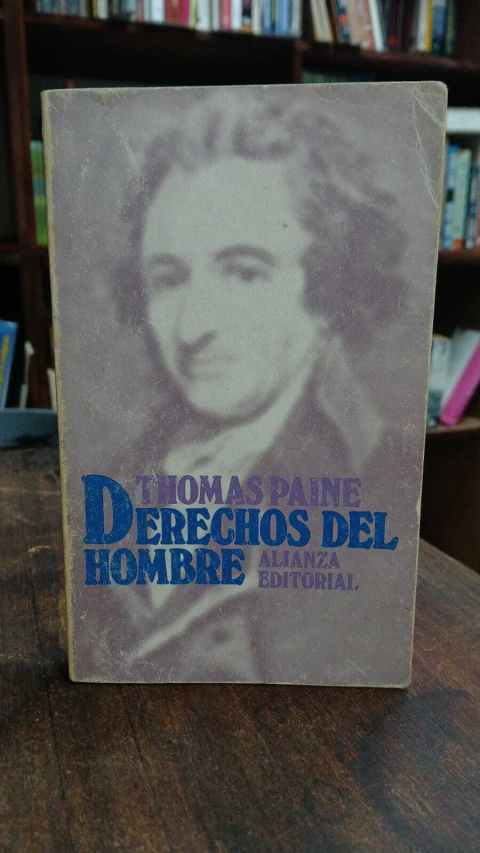 THOMAS PAINE
DERECHOS DEL
HOMBRE
ALIANZA
EDITORIAL